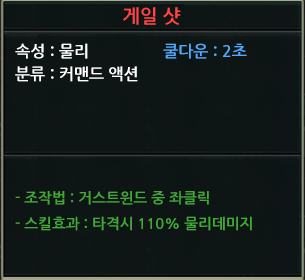 게일 샷
속성 : 물리 쿨다운 : 2초
분류 : 커맨드 액션
- 조작법 : 거스트윈드 중 좌클릭
- 스킬효과 : 타격시 110% 물리데미지